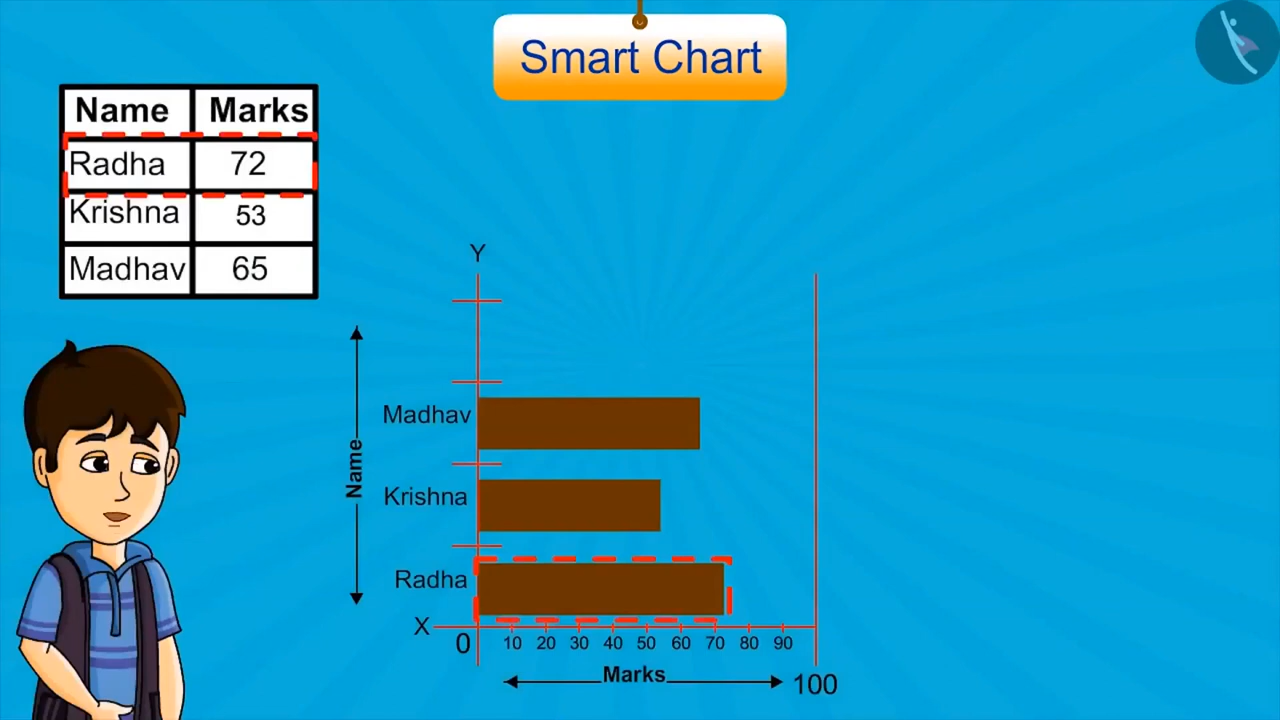 Smart Chart
Name Marks
Radha 72
Krishna 53
Madhav 65
Y
Name
Madhav
Krishna
Radha
X
0 10 20 30 40 50 60 70 80 90 100
Marks